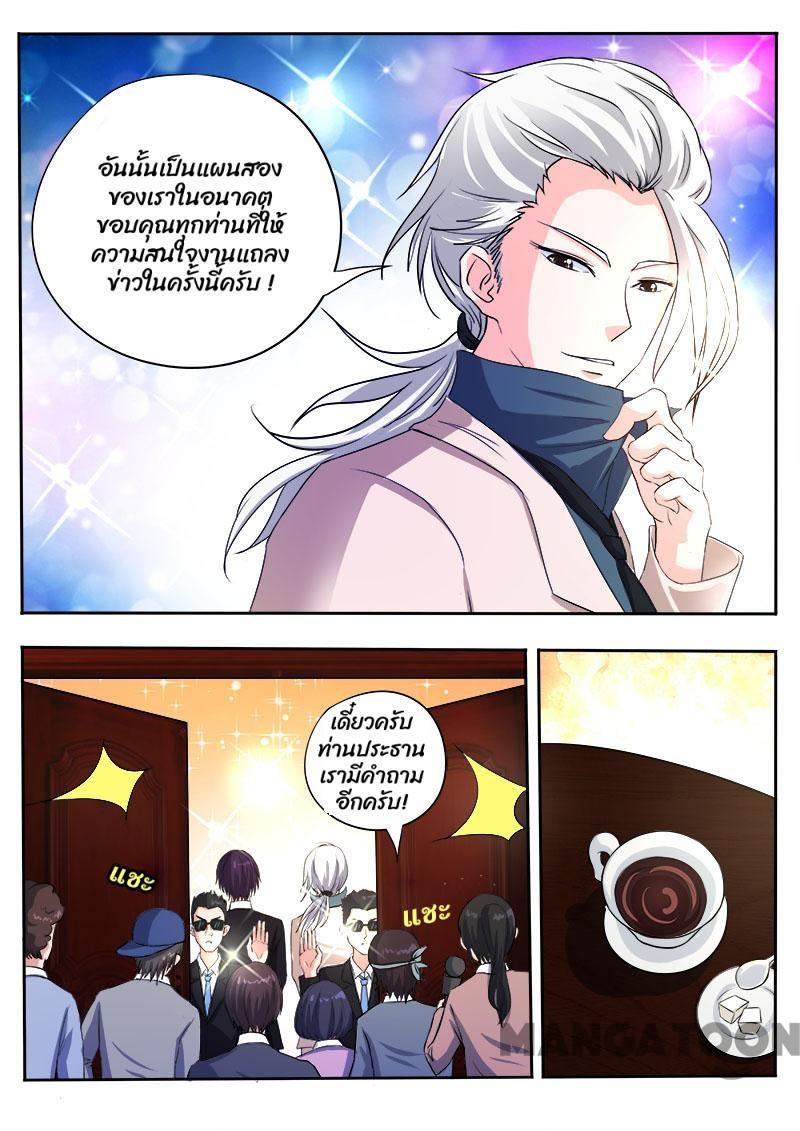 อันนั้นเป็นแผนสอง
ของเราในอนาคต
ขอบคุณทุกท่านที่ให้
ความสนใจงานแถลง
ข่าวในครั้งนี้ครับ !
เดี๋ยวครับ
ท่านประธาน
เรามีคำถาม
อีกครับ!
แชะ
แชะ
MANGATOON